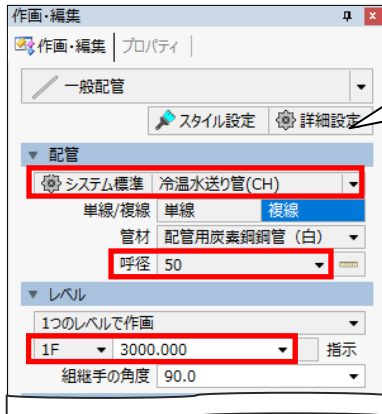 作画・編集
作画・編集 プロパティ
一般配管
スタイル設定 詳細設定
配管
システム標準 冷温水送り管(CH)
単線/複線 単線 複線
管材 配管用炭素鋼鋼管（白）
呼径 50
レベル
1つのレベルで作画
1F 3000.000 指示
組継手の角度 90.0